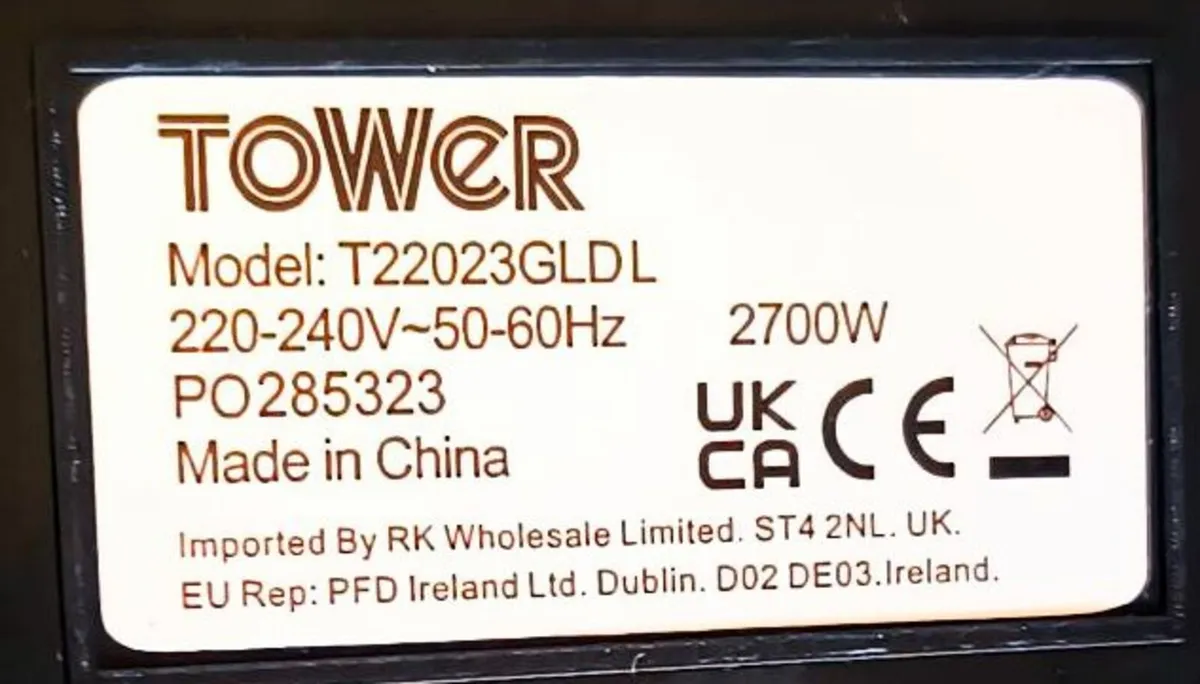 TOWER
Model: T22023GLDL
220-240V~50-60Hz 2700W
PO285323
Made in China
UK
CA CE
Imported By RK Wholesale Limited. ST4 2NL. UK.
EU Rep: PFD Ireland Ltd. Dublin. D02 DE03.Ireland.